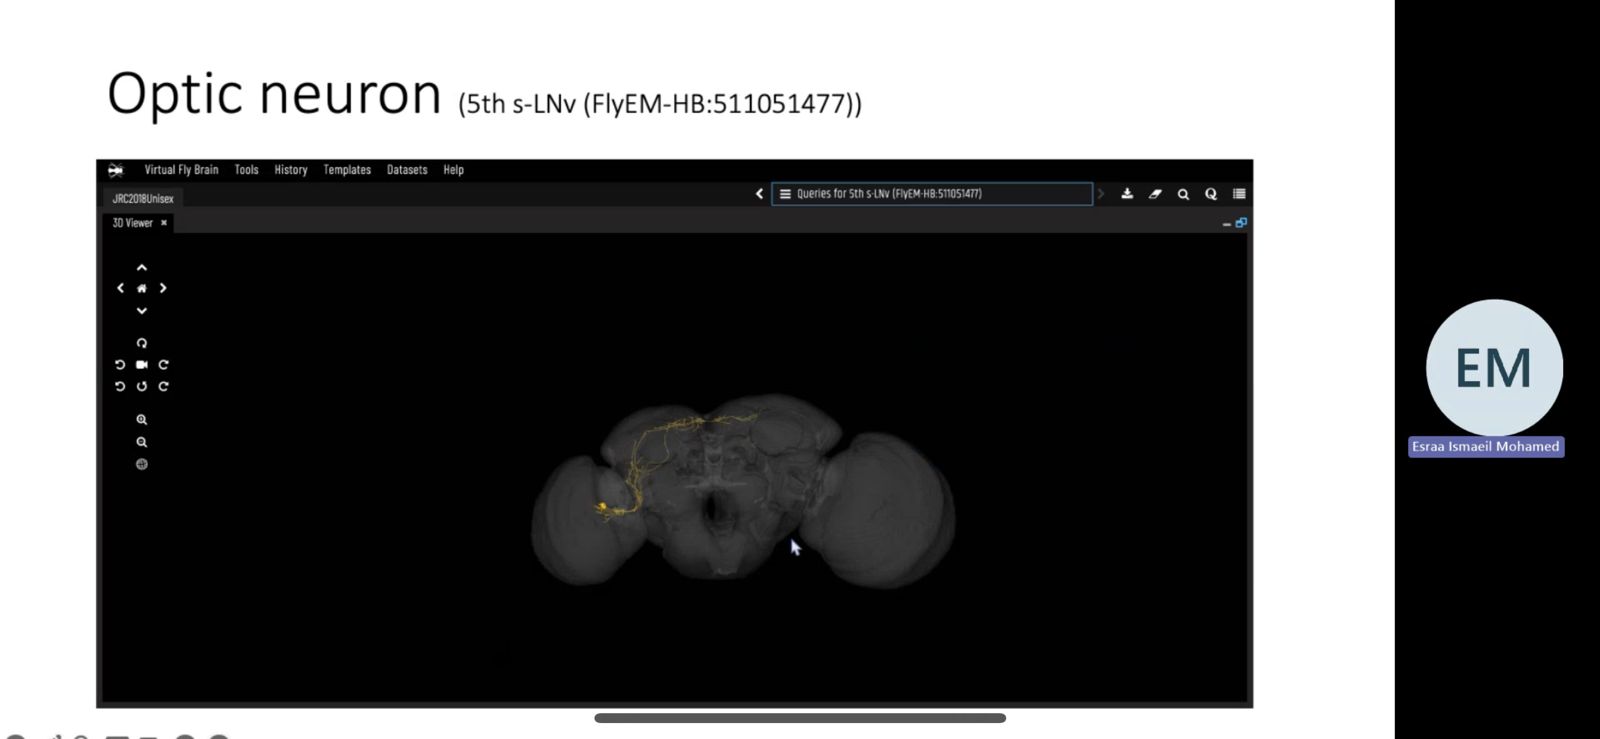 Optic neuron (5th s-LNv (FlyEM-HB:511051477))
Virtual Fly Brain Tools History Templates Datasets Help
JRC2018Unisex
Queries for 5th s-LNv (FlyEM-HB:511051477)
3D Viewer
EM
Esraa Ismaeil Mohamed